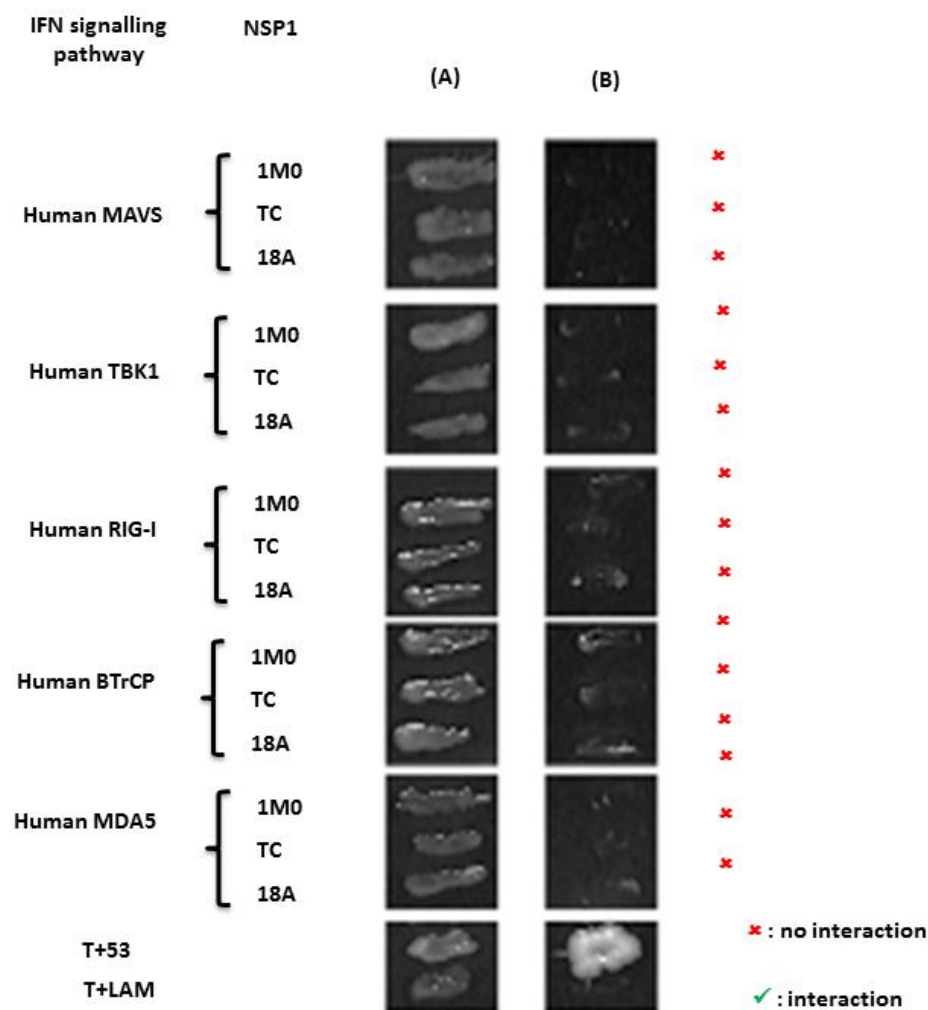 IFN signalling
pathway
NSP1
(A)
(B)
Human MAVS
1M0
TC
18A
Human TBK1
1M0
TC
18A
Human RIG-I
1M0
TC
18A
Human BTrCP
1M0
TC
18A
Human MDA5
1M0
TC
18A
T+53
T+LAM
✖ : no interaction
✓ : interaction